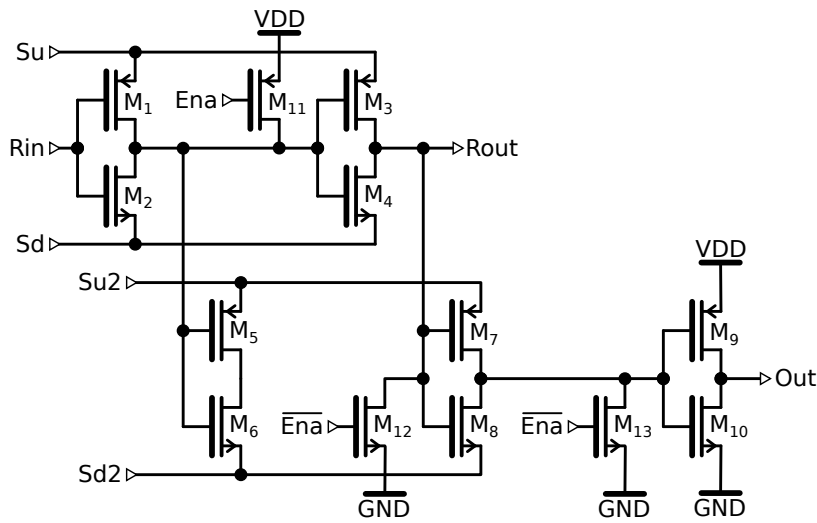 VDD
Su
M1
Ena
M11
M3
Rin
Rout
M2
M4
Sd
VDD
Su2
M5
M7
M9
Out
Ena
M12
Ena
M6
M8
M13
M10
Sd2
GND
GND
GND